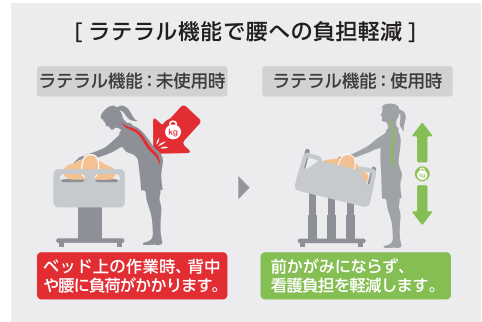 [ ラテラル機能で腰への負担軽減 ]
ラテラル機能：未使用時
ラテラル機能：使用時
kg
kg
ベッド上の作業時、背中
や腰に負荷がかかります。
前かがみにならず、
看護負担を軽減します。